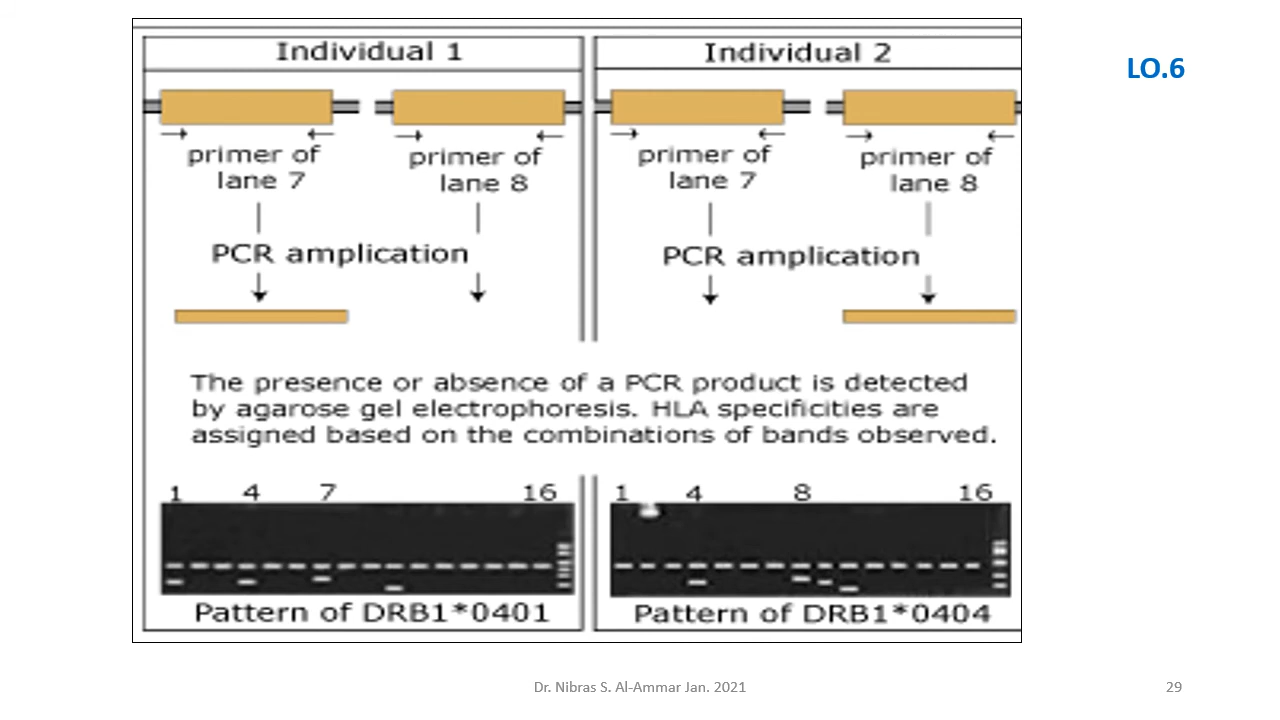 LO.6
Individual 1
Individual 2
primer of
lane 7
primer of
lane 8
primer of
lane 7
primer of
lane 8
PCR amplication
PCR amplication
The presence or absence of a PCR product is detected
by agarose gel electrophoresis. HLA specificities are
assigned based on the combinations of bands observed.
1 4 7 16
1 4 8 16
Pattern of DRB1*0401
Pattern of DRB1*0404
Dr. Nibras S. Al-Ammar Jan. 2021
29